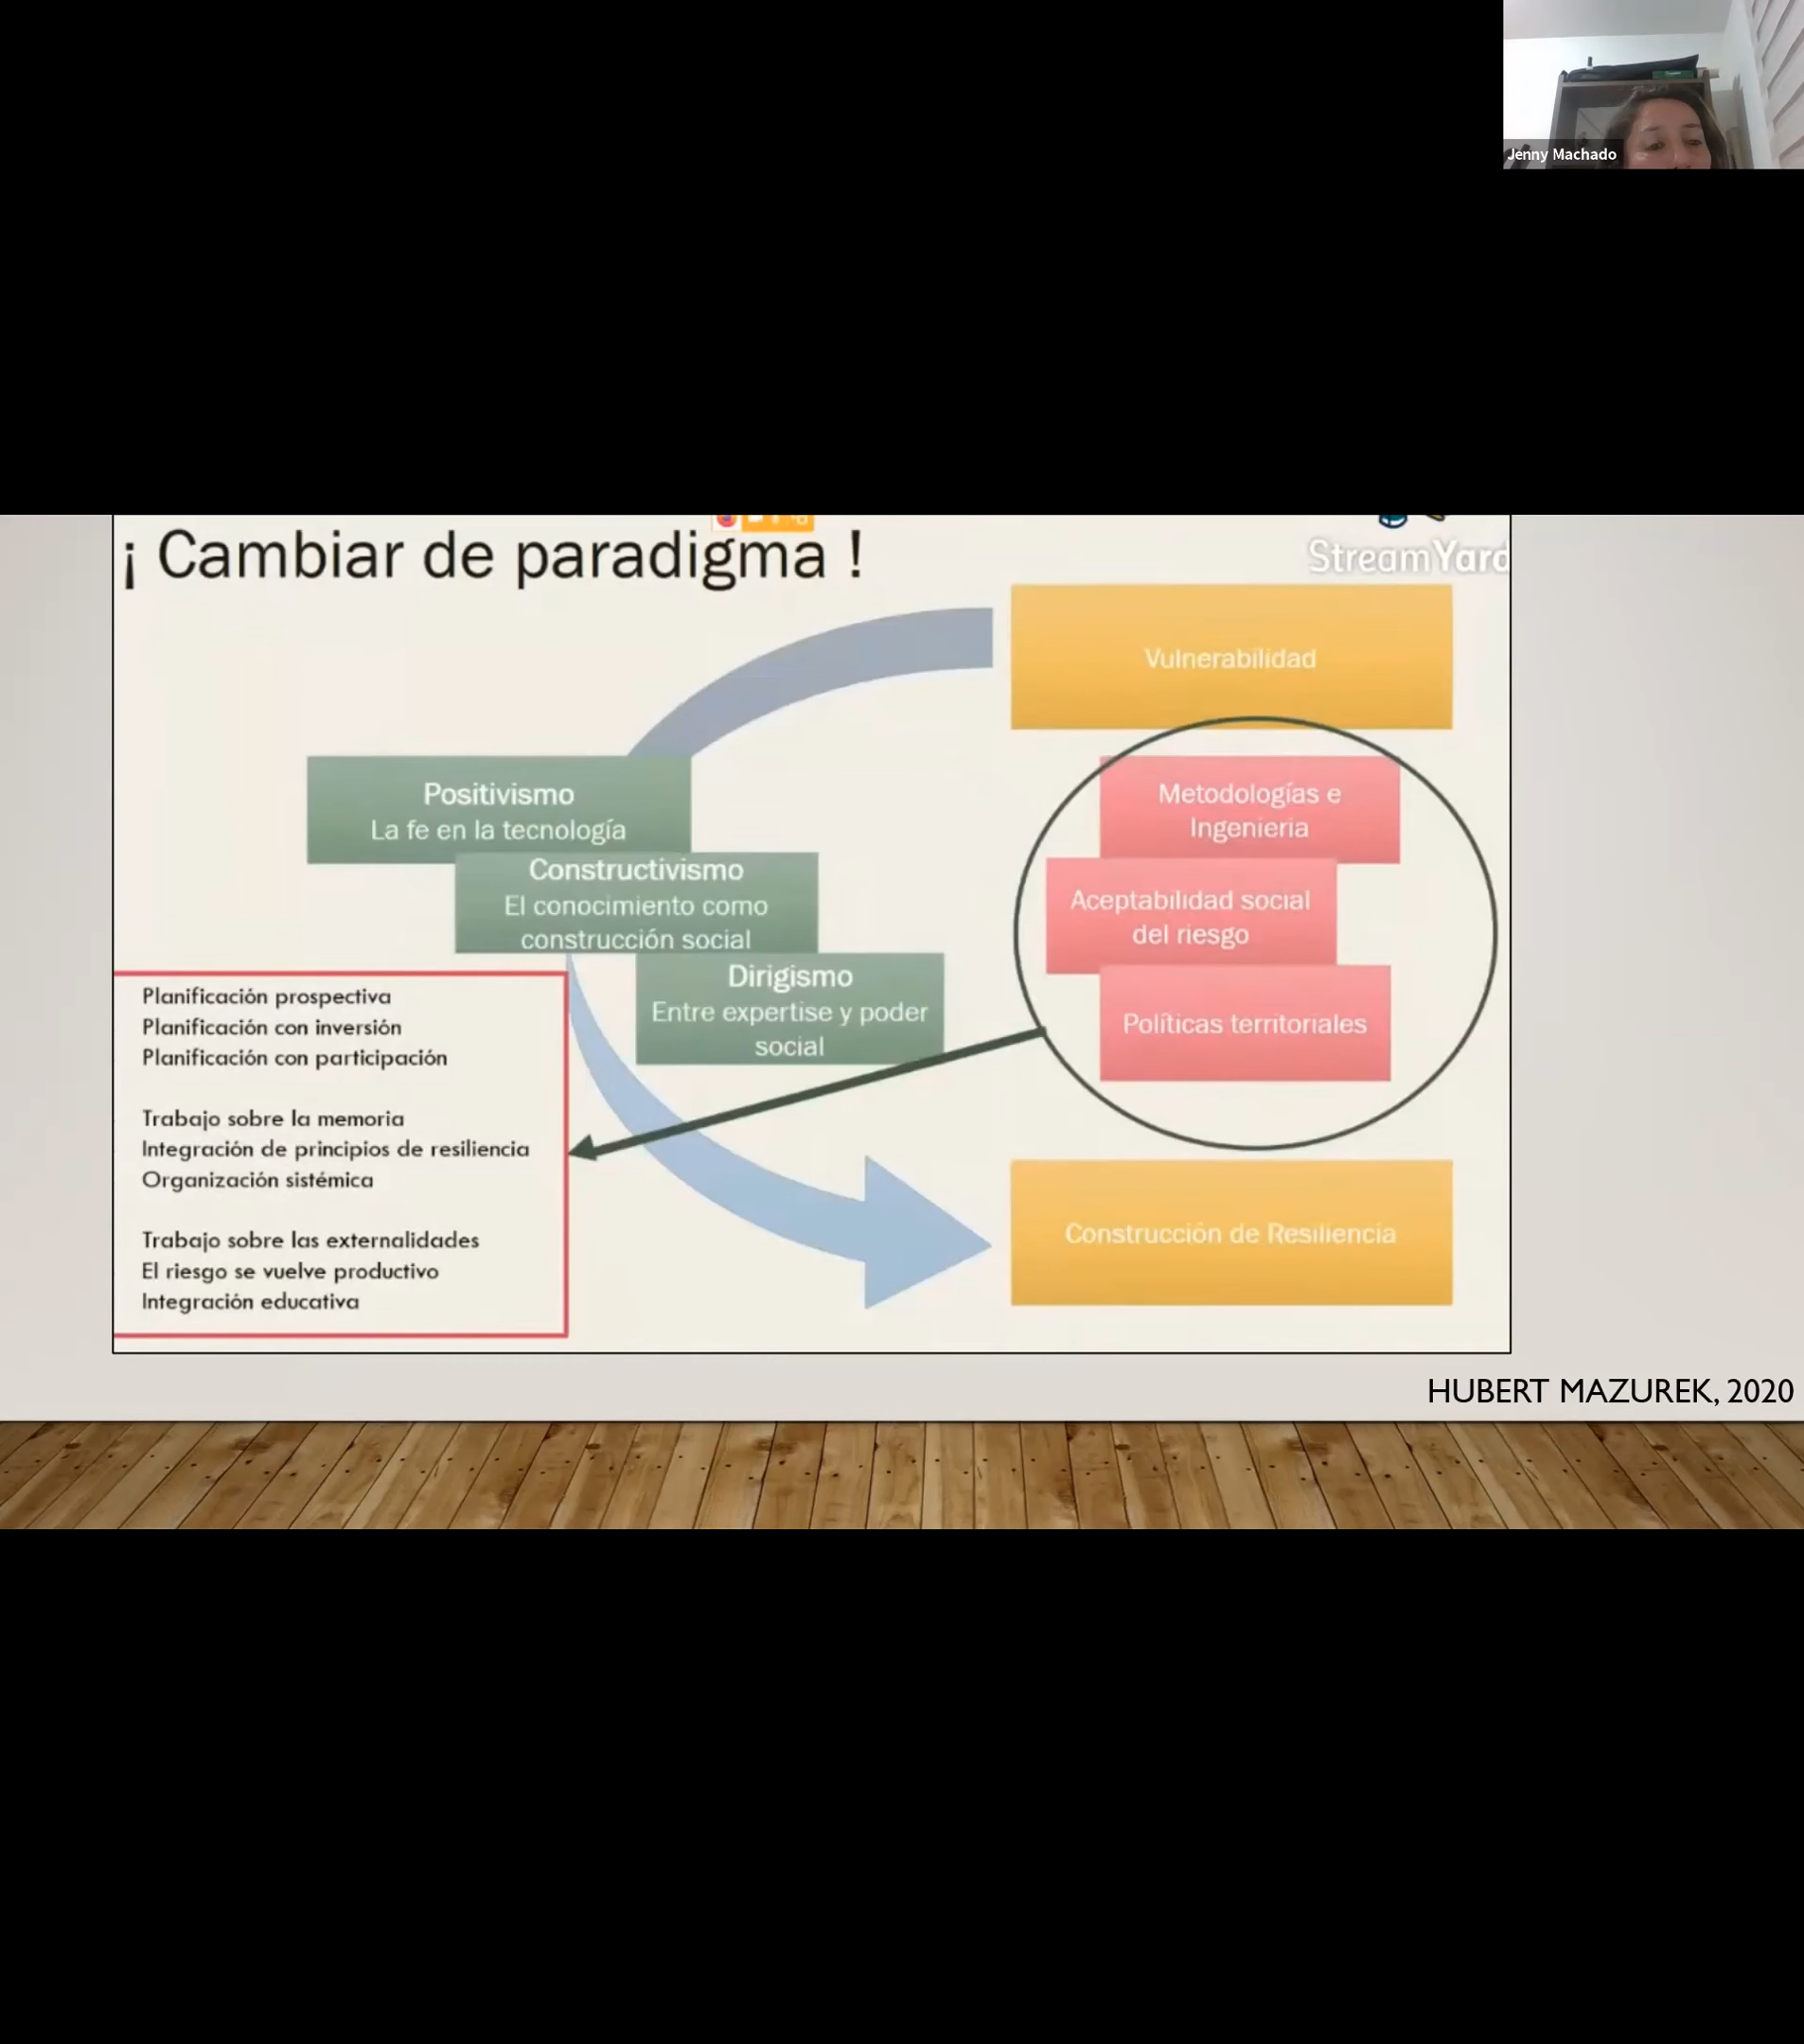 Jenny Machado
¡ Cambiar de paradigma !
StreamYard
Vulnerabilidad
Positivismo
La fe en la tecnología
Constructivismo
El conocimiento como
construcción social
Dirigismo
Entre expertise y poder
social
Metodologías e
Ingenieria
Aceptabilidad social
del riesgo
Políticas territoriales
Planificación prospectiva
Planificación con inversión
Planificación con participación
Trabajo sobre la memoria
Integración de principios de resiliencia
Organización sistémica
Trabajo sobre las externalidades
El riesgo se vuelve productivo
Integración educativa
Construcción de Resiliencia
HUBERT MAZUREK, 2020